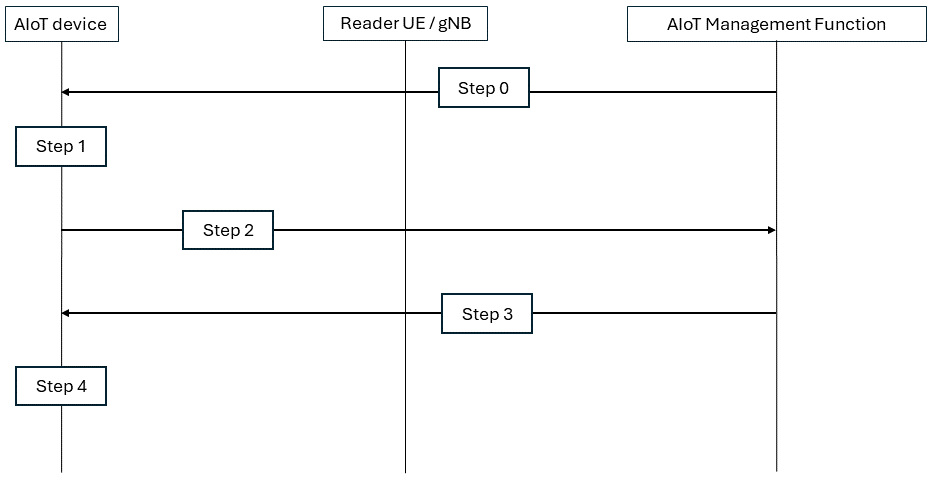 AIoT device
Reader UE / gNB
AIoT Management Function
Step 0
Step 1
Step 2
Step 3
Step 4